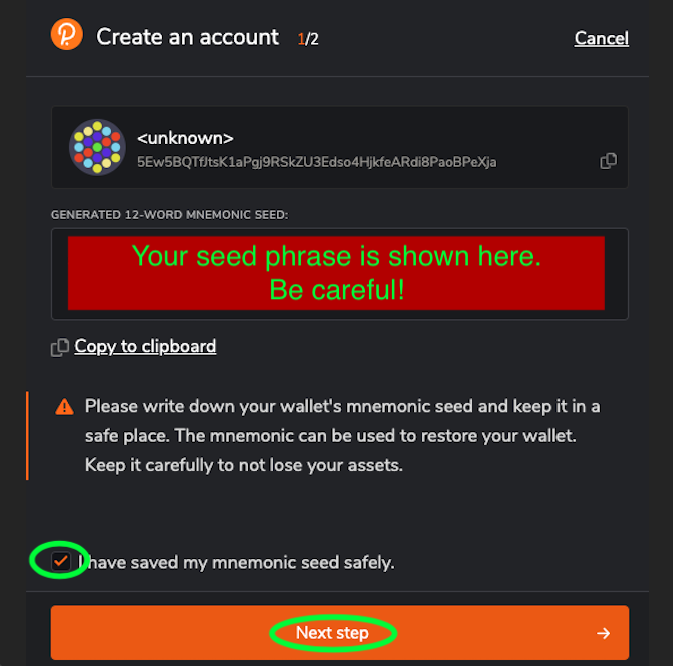 Create an account 1/2 Cancel
<unknown>
5Ew5BQTfJtsK1aPgj9RSkZU3Edso4HjkfeARdi8PaoBPeXja
GENERATED 12-WORD MNEMONIC SEED:
Your seed phrase is shown here.
Be careful!
Copy to clipboard
Please write down your wallet's mnemonic seed and keep it in a
safe place. The mnemonic can be used to restore your wallet.
Keep it carefully to not lose your assets.
I have saved my mnemonic seed safely.
Next step